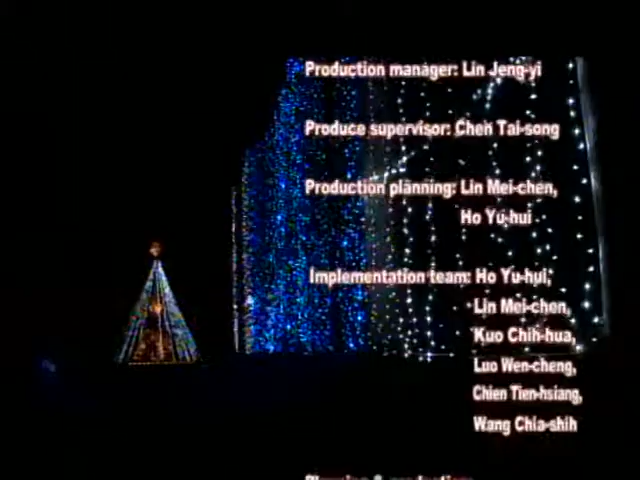 Production manager: Lin Jeng-yi
Produce supervisor: Chen Tai-song
Production planning: Lin Mei-chen,
Ho Yu-hui
Implementation team: Ho Yu-hui,
Lin Mei-chen,
Kuo Chih-hua,
Luo Wen-cheng,
Chien Tien-hsiang,
Wang Chia-shih